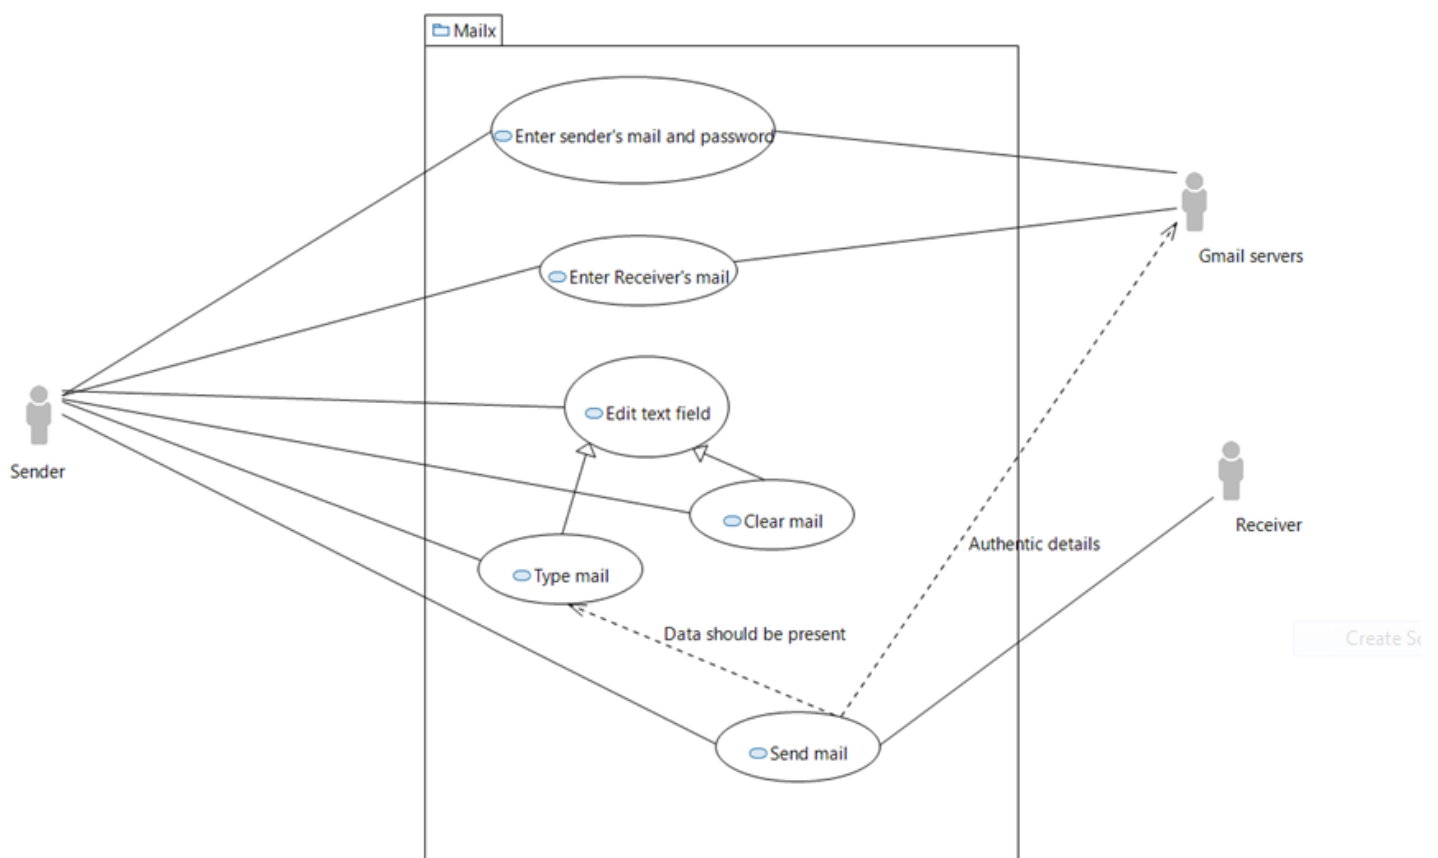 Mailx
Enter sender's mail and password
Enter Receiver's mail
Gmail servers
Edit text field
Sender
Clear mail
Receiver
Authentic details
Type mail
Data should be present
Create
Send mail